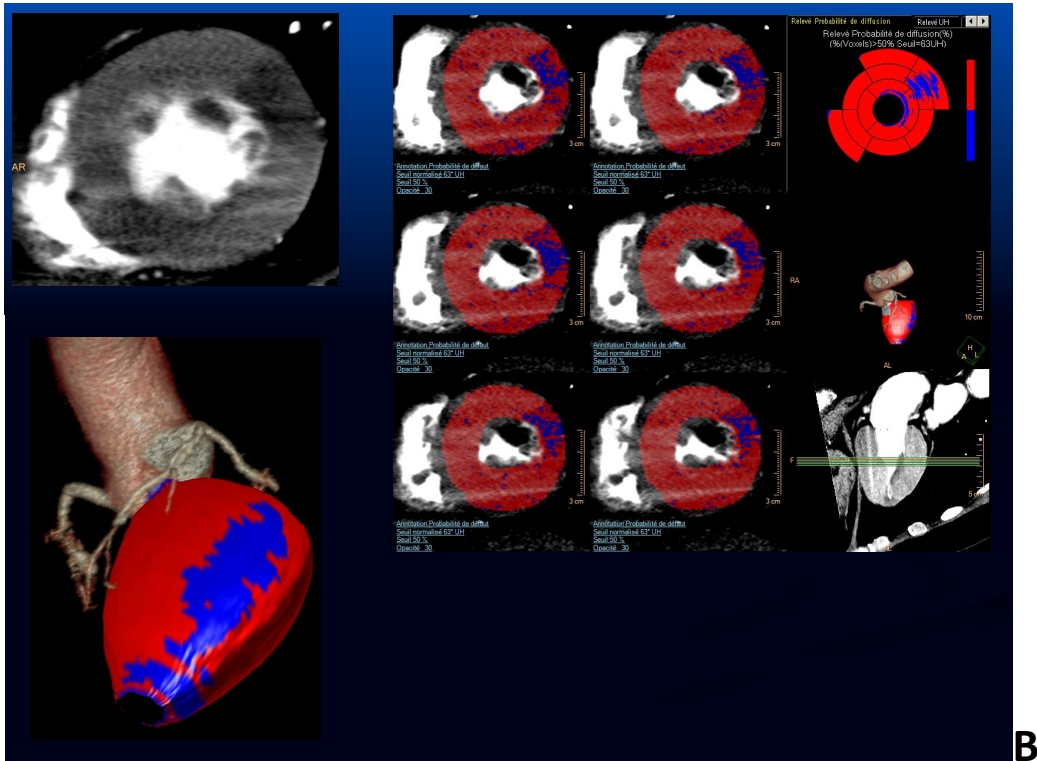 AR
Annotation Probabilité de défaut
Seuil normalisé 63* UH
Seuil 50 %
Opacité 30
3 cm
Annotation Probabilité de défaut
Seuil normalisé 63* UH
Seuil 50 %
Opacité 30
3 cm
Relevé Probabilité de diffusion
Relevé UH
Relevé Probabilité de diffusion(%)
(%(Voxels)>50% Seuil=63UH)
Annotation Probabilité de défaut
Seuil normalisé 63* UH
Seuil 50 %
Opacité 30
3 cm
Annotation Probabilité de défaut
Seuil normalisé 63* UH
Seuil 50 %
Opacité 30
3 cm
RA
10 cm
H
A L
AL
Annotation Probabilité de défaut
Seuil normalisé 63* UH
Seuil 50 %
Opacité 30
3 cm
Annotation Probabilité de défaut
Seuil normalisé 63* UH
Seuil 50 %
Opacité 30
3 cm
F
5 cm
B